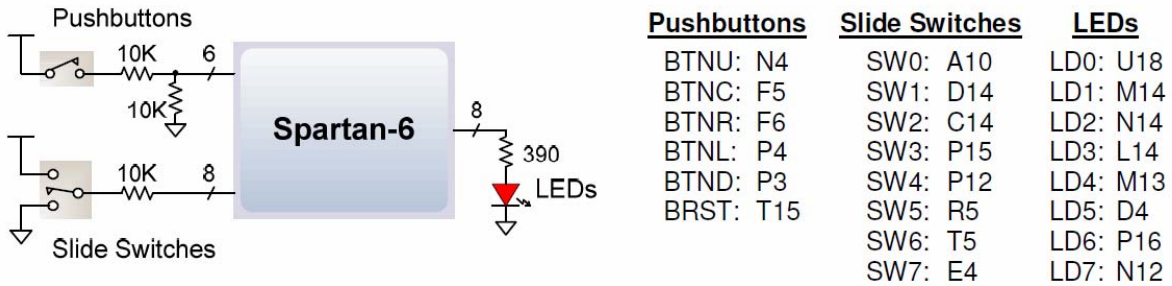 Pushbuttons
10K
6
10K
Spartan-6
8
390
LEDs
10K
8
Slide Switches
Pushbuttons Slide Switches LEDs
BTNU: N4 SW0: A10 LD0: U18
BTNC: F5 SW1: D14 LD1: M14
BTNR: F6 SW2: C14 LD2: N14
BTNL: P4 SW3: P15 LD3: L14
BTND: P3 SW4: P12 LD4: M13
BRST: T15 SW5: R5 LD5: D4
SW6: T5 LD6: P16
SW7: E4 LD7: N12